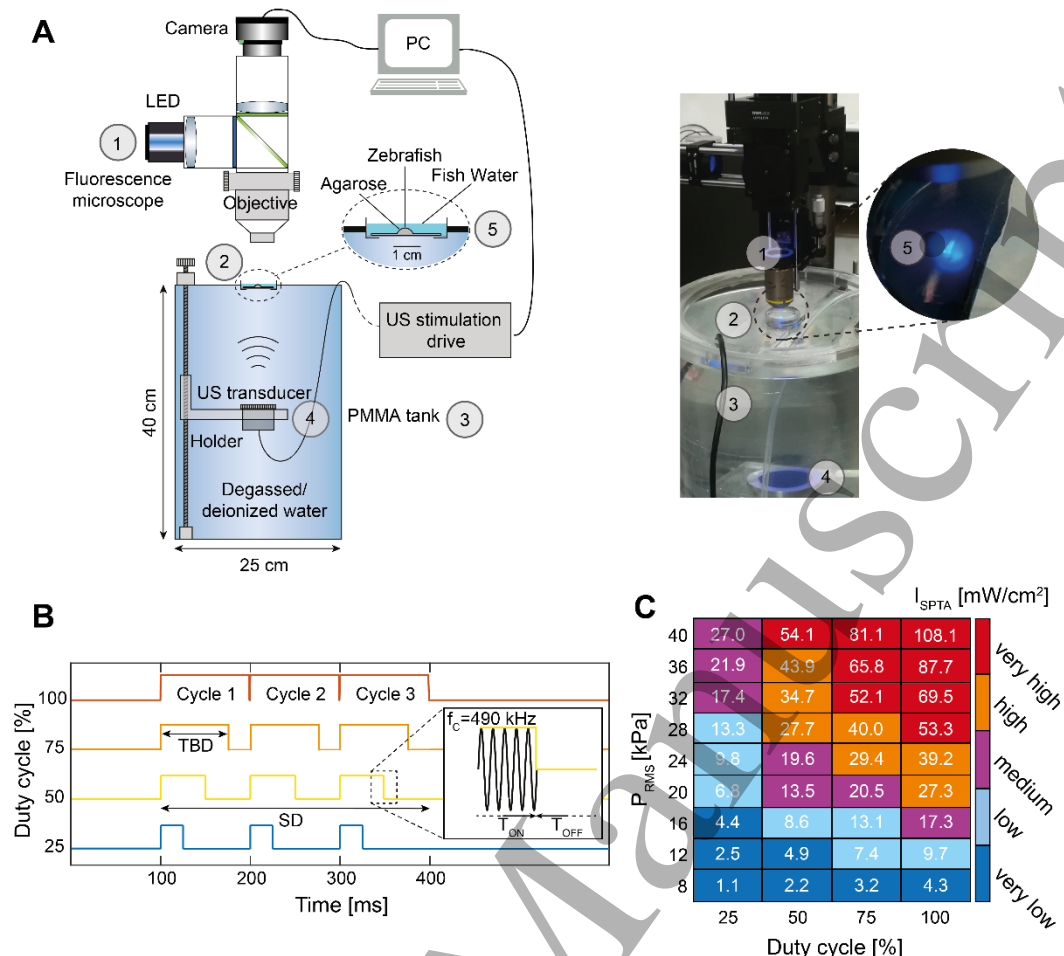 A
Camera
PC
LED
1
Fluorescence
microscope
Objective
Zebrafish
Agarose
Fish Water
5
1 cm
2
US stimulation
drive
40 cm
US transducer
4
PMMA tank
3
Holder
Degassed/
deionized water
25 cm
1
2
3
4
5
B
Duty cycle [%]
100
75
50
25
Cycle 1 Cycle 2 Cycle 3
TBD
SD
fC=490 kHz
TON TOFF
100 200 300 400
Time [ms]
C
ISPTA [mW/cm²]
PRMS [kPa]
40 27.0 54.1 81.1 108.1
36 21.9 43.9 65.8 87.7
32 17.4 34.7 52.1 69.5
28 13.3 27.7 40.0 53.3
24 9.8 19.6 29.4 39.2
20 6.8 13.5 20.5 27.3
16 4.4 8.6 13.1 17.3
12 2.5 4.9 7.4 9.7
8 1.1 2.2 3.2 4.3
25 50 75 100
Duty cycle [%]
very high
high
medium
low
very low
Manuscript